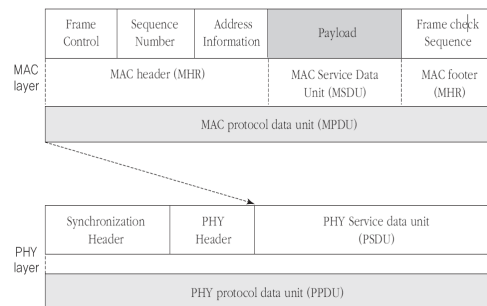 Frame Control
Sequence Number
Address Information
Payload
Frame check Sequence
MAC layer
MAC header (MHR)
MAC Service Data Unit (MSDU)
MAC footer (MHR)
MAC protocol data unit (MPDU)
Synchronization Header
PHY Header
PHY Service data unit (PSDU)
PHY layer
PHY protocol data unit (PPDU)